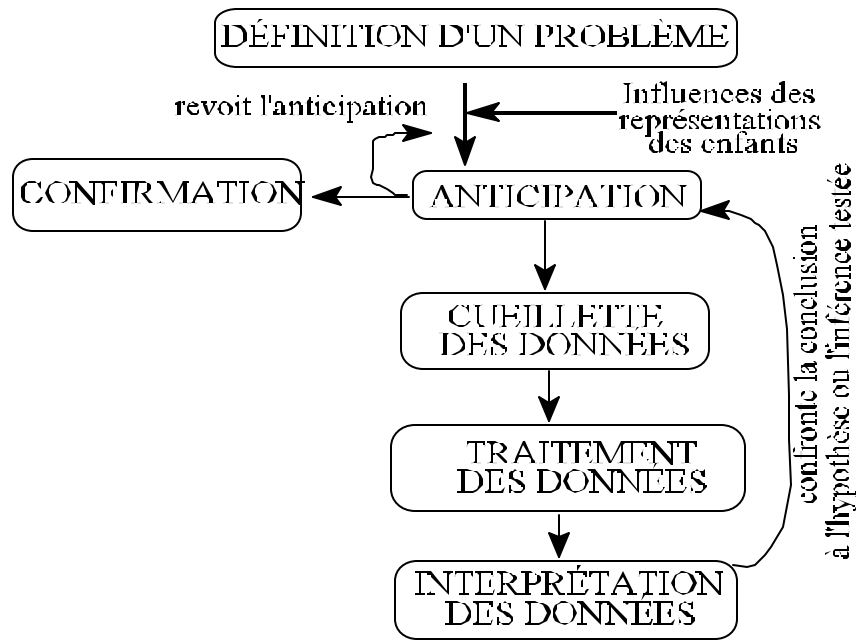 DÉFINITION D'UN PROBLÈME
revoit l'anticipation
Influences des
représentations
des enfants
CONFIRMATION
ANTICIPATION
CUEILLETTE
DES DONNÉES
TRAITEMENT
DES DONNÉES
INTERPRÉTATION
DES DONNÉES
confronte la conclusion
à l'hypothèse ou l'inférence testée